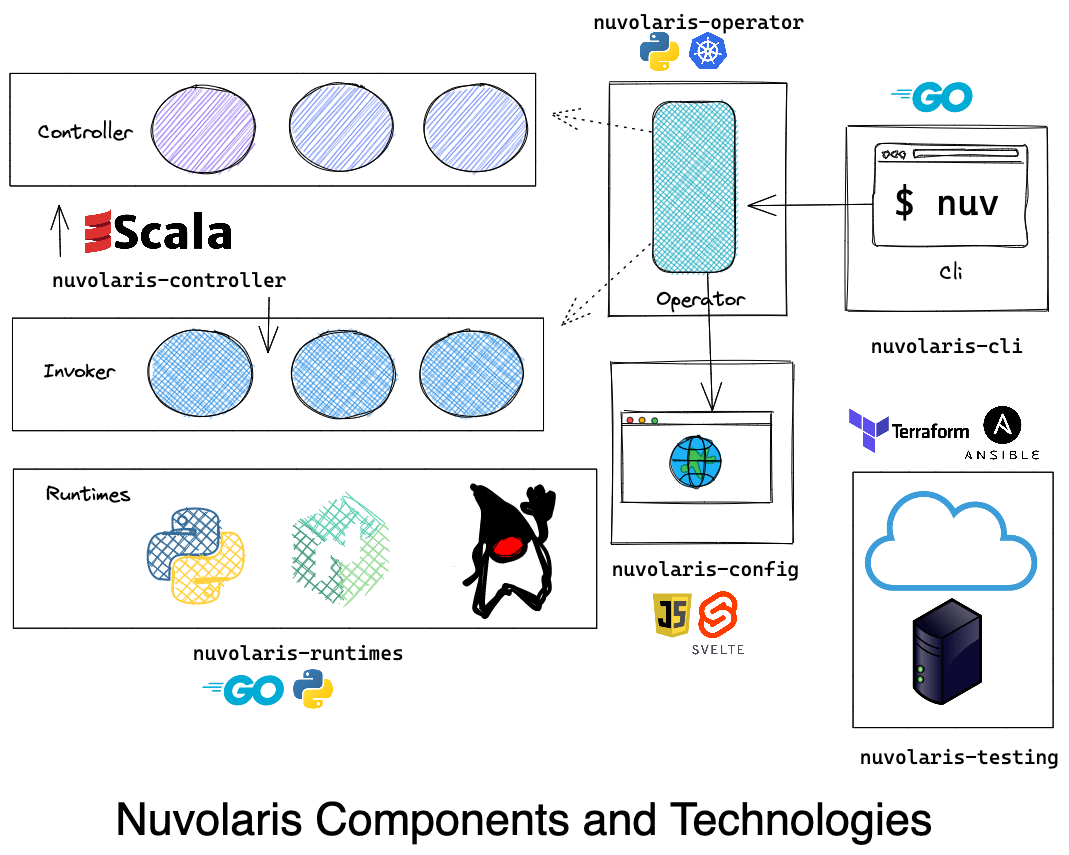 nuvolaris-operator
Controller
GO
$ nuv
cli
Scala
nuvolaris-controller
Operator
nuvolaris-cli
Invoker
Terraform
A
ANSIBLE
Runtimes
nuvolaris-config
JS
SVELTE
nuvolaris-runtimes
GO
nuvolaris-testing
Nuvolaris Components and Technologies